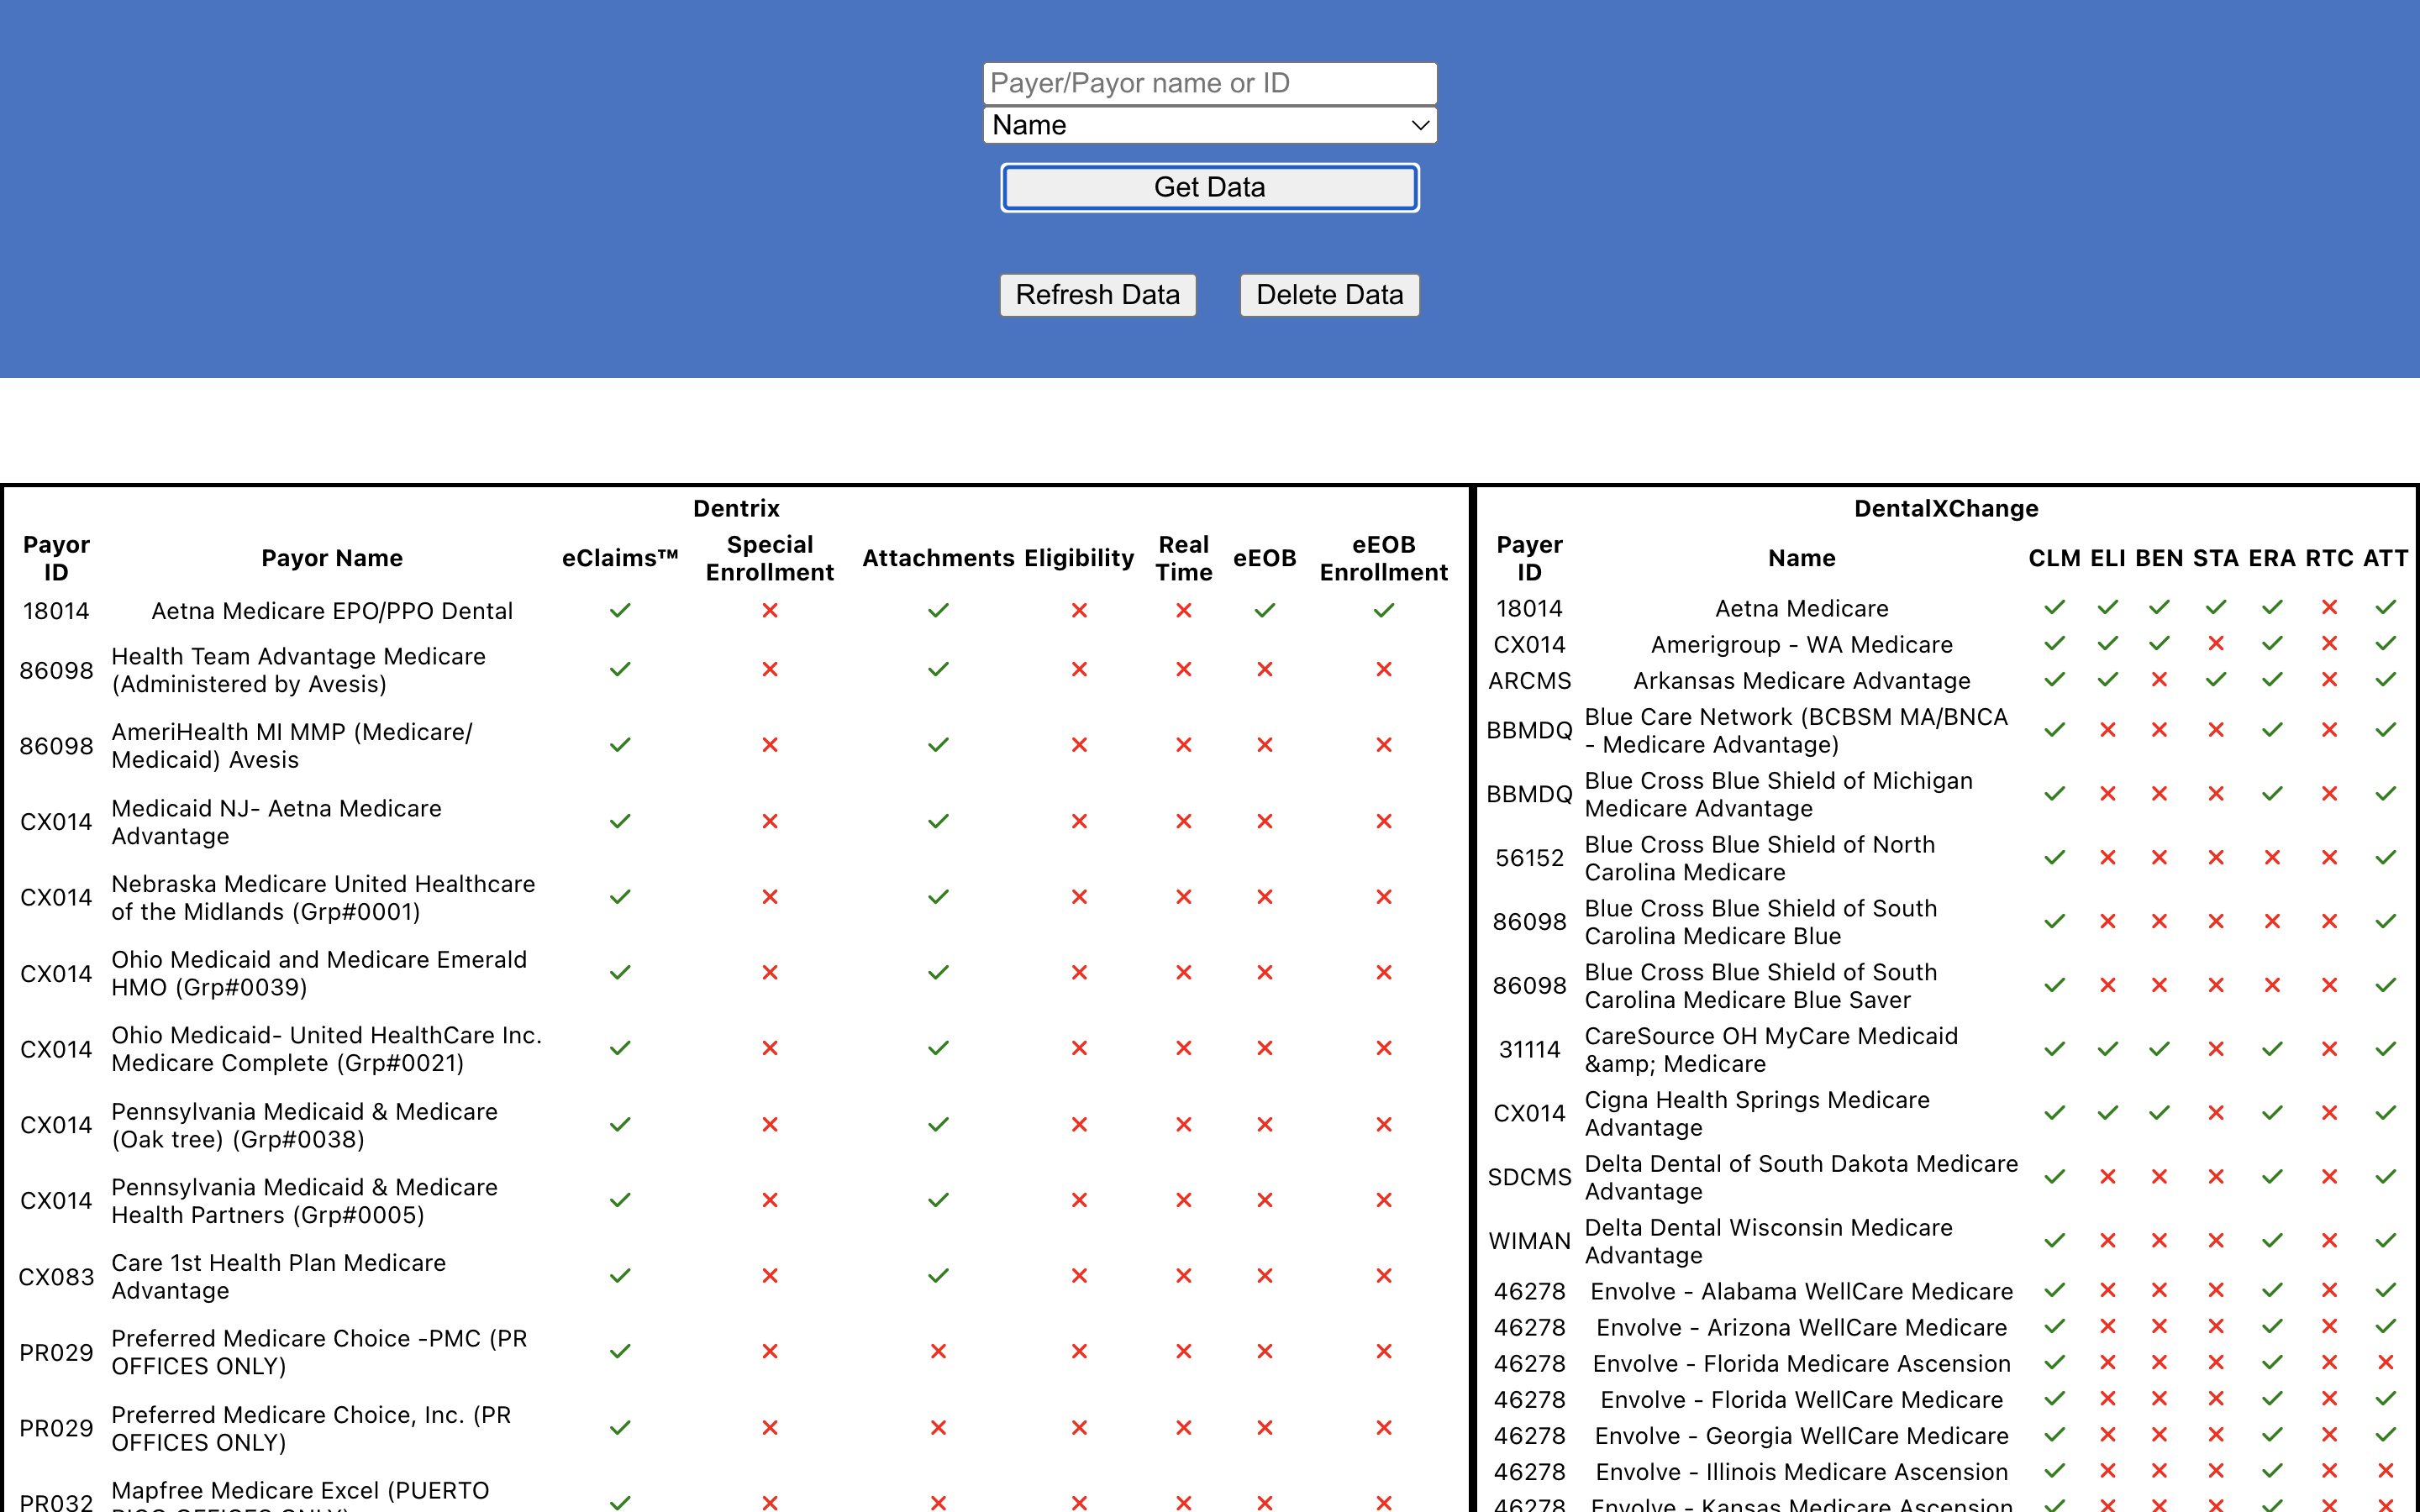 Payer/Payor name or ID
Name
Get Data
Refresh Data Delete Data
Dentrix
Payor ID Payor Name eClaims™ Special Enrollment Attachments Eligibility Real Time eEOB eEOB Enrollment
18014 Aetna Medicare EPO/PPO Dental ✓ ✕ ✓ ✕ ✕ ✓ ✓
86098 Health Team Advantage Medicare (Administered by Avesis) ✓ ✕ ✓ ✕ ✕ ✕ ✕
86098 AmeriHealth MI MMP (Medicare/Medicaid) Avesis ✓ ✕ ✓ ✕ ✕ ✕ ✕
CX014 Medicaid NJ- Aetna Medicare Advantage ✓ ✕ ✓ ✕ ✕ ✕ ✕
CX014 Nebraska Medicare United Healthcare of the Midlands (Grp#0001) ✓ ✕ ✓ ✕ ✕ ✕ ✕
CX014 Ohio Medicaid and Medicare Emerald HMO (Grp#0039) ✓ ✕ ✓ ✕ ✕ ✕ ✕
CX014 Ohio Medicaid- United HealthCare Inc. Medicare Complete (Grp#0021) ✓ ✕ ✓ ✕ ✕ ✕ ✕
CX014 Pennsylvania Medicaid & Medicare (Oak tree) (Grp#0038) ✓ ✕ ✓ ✕ ✕ ✕ ✕
CX014 Pennsylvania Medicaid & Medicare Health Partners (Grp#0005) ✓ ✕ ✓ ✕ ✕ ✕ ✕
CX083 Care 1st Health Plan Medicare Advantage ✓ ✕ ✓ ✕ ✕ ✕ ✕
PR029 Preferred Medicare Choice -PMC (PR OFFICES ONLY) ✓ ✕ ✕ ✕ ✕ ✕ ✕
PR029 Preferred Medicare Choice, Inc. (PR OFFICES ONLY) ✓ ✕ ✕ ✕ ✕ ✕ ✕
PR032 Mapfree Medicare Excel (PUERTO ✓ ✕ ✕ ✕ ✕ ✕ ✕
DentalXChange
Payer ID Name CLM ELI BEN STA ERA RTC ATT
18014 Aetna Medicare ✓ ✓ ✓ ✓ ✓ ✕ ✓
CX014 Amerigroup - WA Medicare ✓ ✓ ✓ ✕ ✓ ✕ ✓
ARCMS Arkansas Medicare Advantage ✓ ✓ ✕ ✓ ✓ ✕ ✓
BBMDQ Blue Care Network (BCBSM MA/BNCA - Medicare Advantage) ✓ ✕ ✕ ✕ ✓ ✕ ✓
BBMDQ Blue Cross Blue Shield of Michigan Medicare Advantage ✓ ✕ ✕ ✕ ✓ ✕ ✓
56152 Blue Cross Blue Shield of North Carolina Medicare ✓ ✕ ✕ ✕ ✕ ✕ ✓
86098 Blue Cross Blue Shield of South Carolina Medicare Blue ✓ ✕ ✕ ✕ ✕ ✕ ✓
86098 Blue Cross Blue Shield of South Carolina Medicare Blue Saver ✓ ✕ ✕ ✕ ✕ ✕ ✓
31114 CareSource OH MyCare Medicaid &amp; Medicare ✓ ✓ ✓ ✕ ✓ ✕ ✓
CX014 Cigna Health Springs Medicare Advantage ✓ ✓ ✓ ✕ ✓ ✕ ✓
SDCMS Delta Dental of South Dakota Medicare Advantage ✓ ✕ ✕ ✕ ✓ ✕ ✓
WIMAN Delta Dental Wisconsin Medicare Advantage ✓ ✕ ✕ ✕ ✓ ✕ ✓
46278 Envolve - Alabama WellCare Medicare ✓ ✕ ✕ ✕ ✓ ✕ ✓
46278 Envolve - Arizona WellCare Medicare ✓ ✕ ✕ ✕ ✓ ✕ ✓
46278 Envolve - Florida Medicare Ascension ✓ ✕ ✕ ✕ ✓ ✕ ✕
46278 Envolve - Florida WellCare Medicare ✓ ✕ ✕ ✕ ✓ ✕ ✓
46278 Envolve - Georgia WellCare Medicare ✓ ✕ ✕ ✕ ✓ ✕ ✓
46278 Envolve - Illinois Medicare Ascension ✓ ✕ ✕ ✕ ✓ ✕ ✕
46278 Envolve - Kansas Medicare Ascension ✓ ✕ ✕ ✕ ✓ ✕ ✕